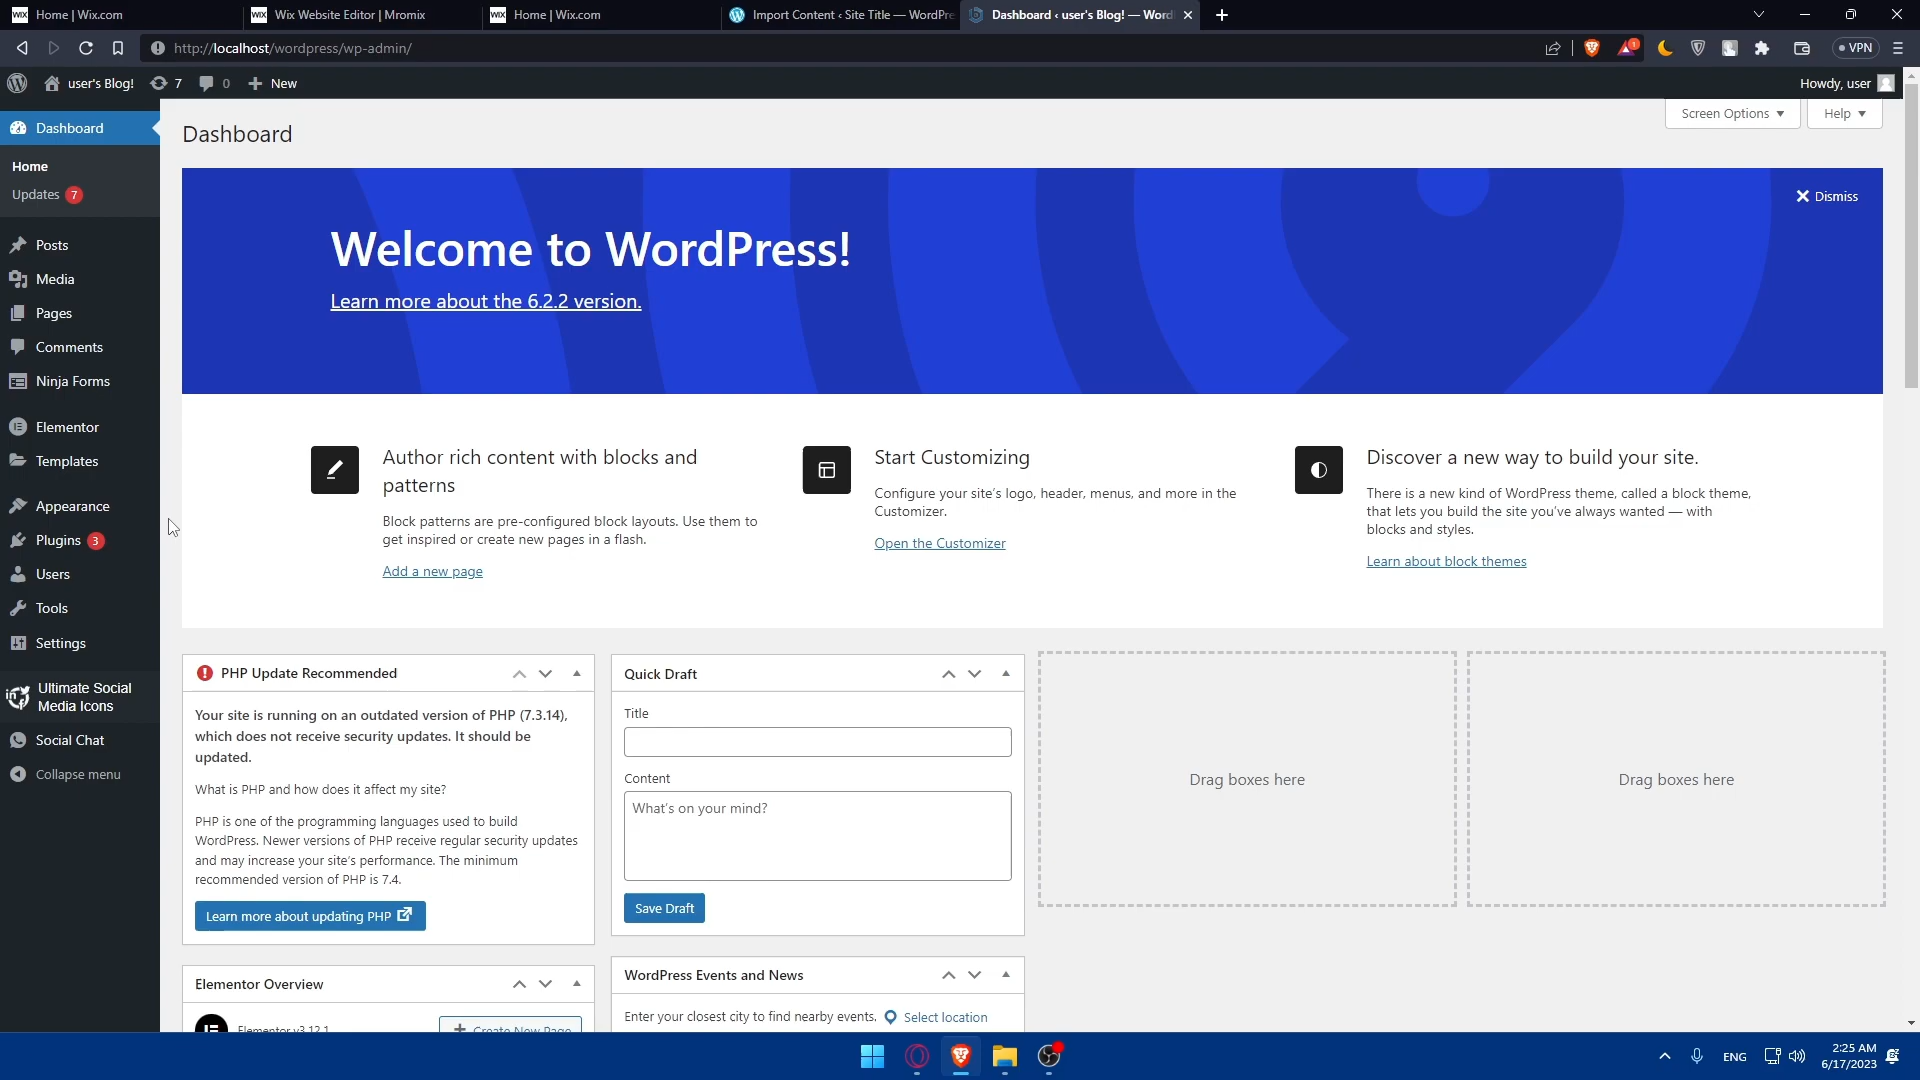 WIX Home | Wix.com
WIX Wix Website Editor | Mromix
WIX Home | Wix.com
Import Content ‹ Site Title — WordPre
Dashboard ‹ user's Blog! — Word
http://localhost/wordpress/wp-admin/
1
VPN
user's Blog!
7
0
New
Howdy, user
Dashboard
Home
Updates 7
Posts
Media
Pages
Comments
Ninja Forms
Elementor
Templates
Appearance
Plugins 3
Users
Tools
Settings
Ultimate Social
Media Icons
Social Chat
Collapse menu
Dashboard
Screen Options
Help
Dismiss
Welcome to WordPress!
Learn more about the 6.2.2 version.
Author rich content with blocks and
patterns
Block patterns are pre-configured block layouts. Use them to
get inspired or create new pages in a flash.
Add a new page
Start Customizing
Configure your site's logo, header, menus, and more in the
Customizer.
Open the Customizer
Discover a new way to build your site.
There is a new kind of WordPress theme, called a block theme,
that lets you build the site you've always wanted — with
blocks and styles.
Learn about block themes
PHP Update Recommended
Your site is running on an outdated version of PHP (7.3.14),
which does not receive security updates. It should be
updated.
What is PHP and how does it affect my site?
PHP is one of the programming languages used to build
WordPress. Newer versions of PHP receive regular security updates
and may increase your site's performance. The minimum
recommended version of PHP is 7.4.
Learn more about updating PHP
Quick Draft
Title
Content
What's on your mind?
Save Draft
Drag boxes here
Drag boxes here
Elementor Overview
Elementor v3.12.1
Create New Page
WordPress Events and News
Enter your closest city to find nearby events.
Select location
ENG
2:25 AM
6/17/2023